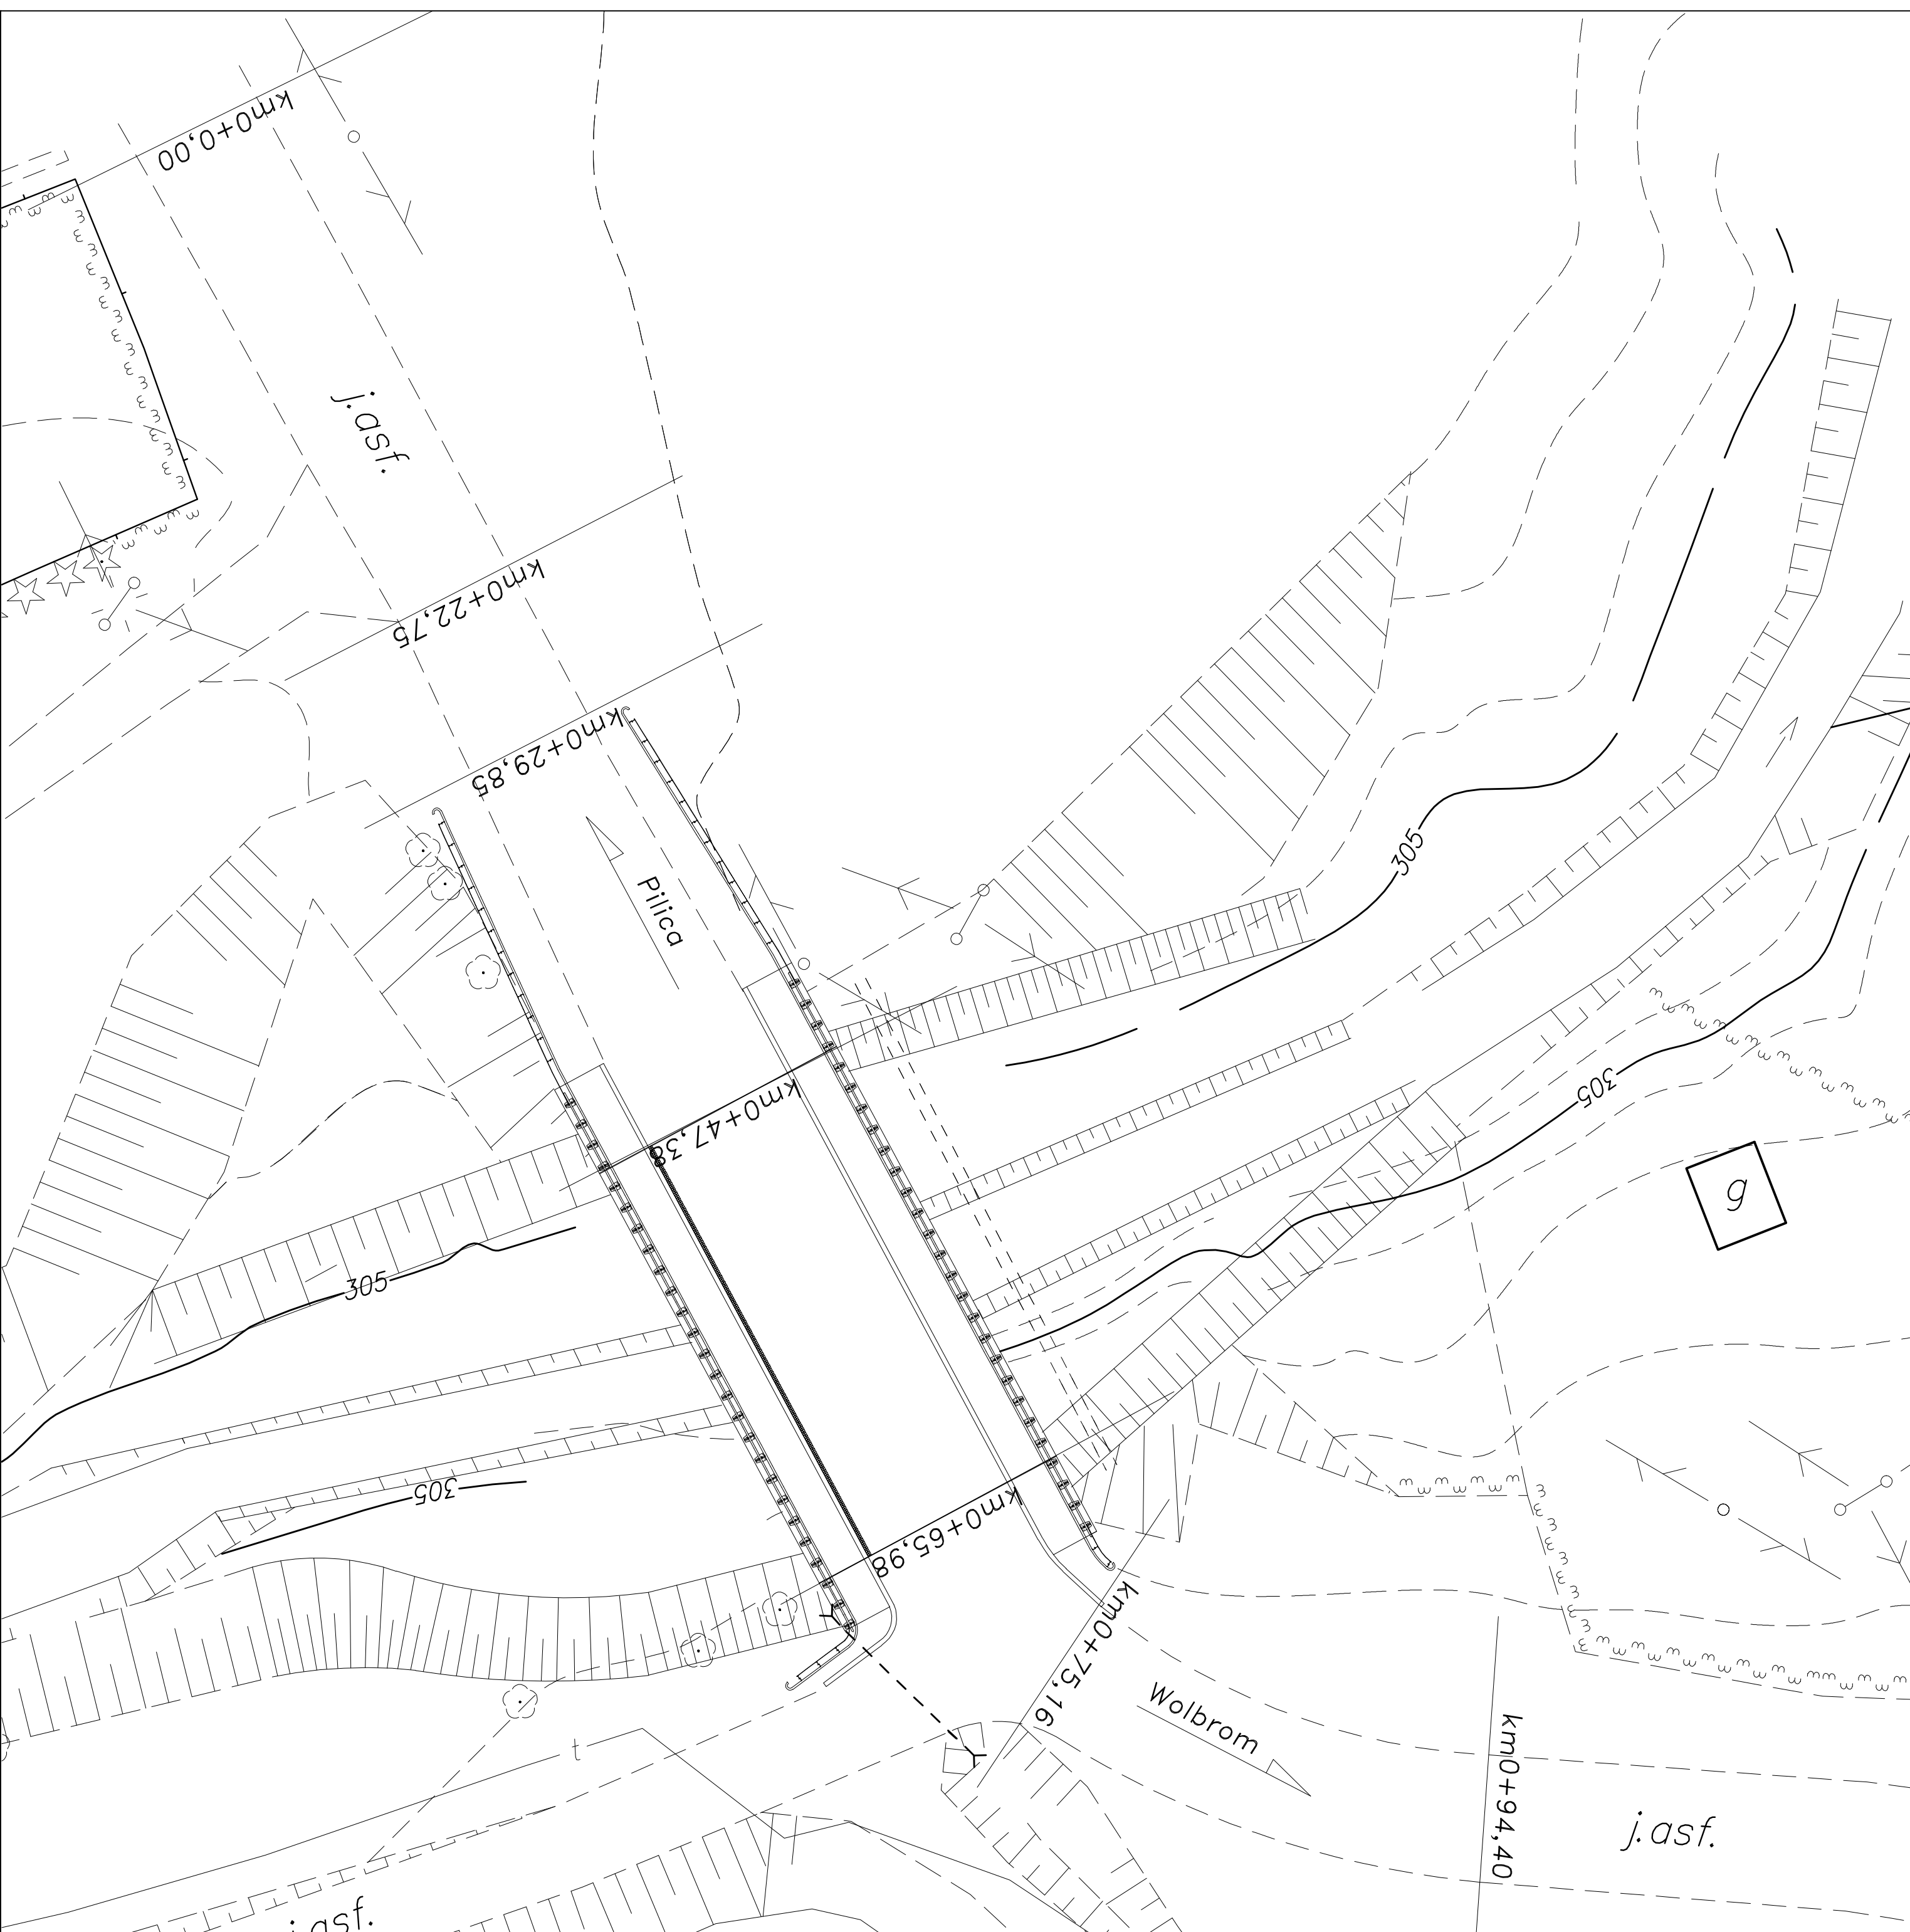 km0+0,00
j.asf.
km0+22,75
km0+29,85
Pilica
305
km0+47,38
305
g
305
305
km0+65,98
km0+75,16
Wolbrom
t
km0+94,40
j.asf.
j.asf.